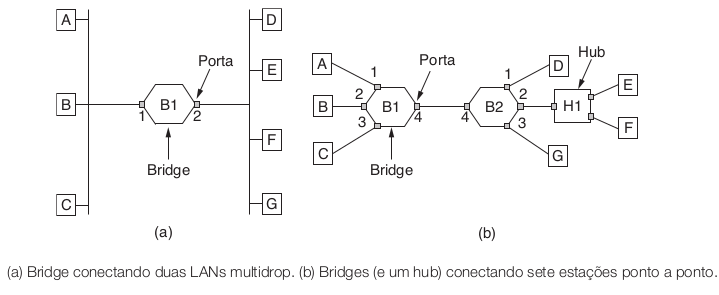 A
B
C
B1
1
2
Porta
Bridge
D
E
F
G
(a)
A
B
C
1
2
3
B1
4
Porta
Bridge
4
B2
1
2
3
D
G
Hub
H1
E
F
(b)
(a) Bridge conectando duas LANs multidrop. (b) Bridges (e um hub) conectando sete estações ponto a ponto.